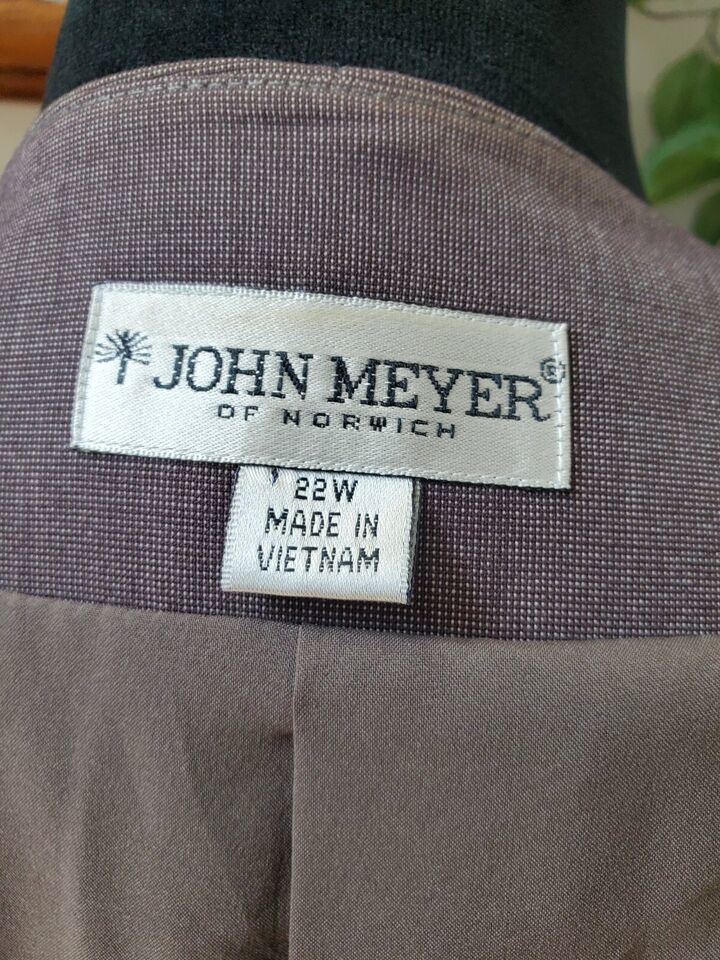 JOHN MEYER®
OF NORWICH
22W
MADE IN
VIETNAM